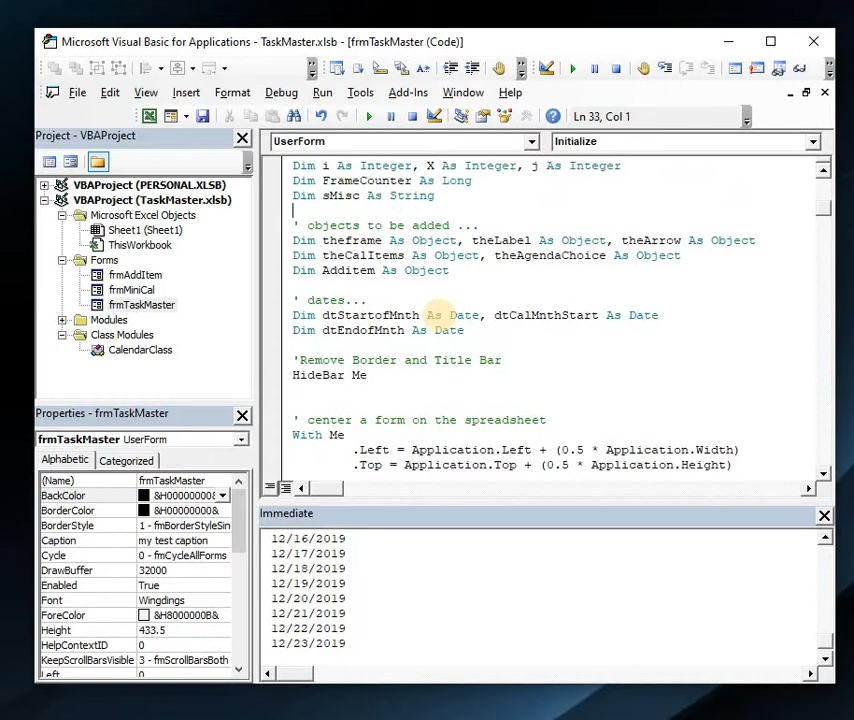 Microsoft Visual Basic for Applications - TaskMaster.xlsb - [frmTaskMaster (Code)]
File Edit View Insert Format Debug Run Tools Add-Ins Window Help
Ln 33, Col 1
Project - VBAProject
UserForm
Initialize
VBAProject (PERSONAL.XLSB)
VBAProject (TaskMaster.xlsb)
Microsoft Excel Objects
Sheet1 (Sheet1)
ThisWorkbook
Forms
frmAddItem
frmMiniCal
frmTaskMaster
Modules
Class Modules
CalendarClass
Dim i As Integer, X As Integer, j As Integer
Dim FrameCounter As Long
Dim sMisc As String
' objects to be added ...
Dim theframe As Object, theLabel As Object, theArrow As Object
Dim theCalItems As Object, theAgendaChoice As Object
Dim Additem As Object
' dates...
Dim dtStartofMnth As Date, dtCalMnthStart As Date
Dim dtEndofMnth As Date
'Remove Border and Title Bar
HideBar Me
' center a form on the spreadsheet
With Me
.Left = Application.Left + (0.5 * Application.Width)
.Top = Application.Top + (0.5 * Application.Height)
Properties - frmTaskMaster
frmTaskMaster UserForm
Alphabetic Categorized
(Name) frmTaskMaster
BackColor &H00000008
BorderColor &H00000000&
BorderStyle 1 - fmBorderStyleSin
Caption my test caption
Cycle 0 - fmCycleAllForms
DrawBuffer 32000
Enabled True
Font Wingdings
ForeColor &H8000000B&
Height 433.5
HelpContextID 0
KeepScrollBarsVisible 3 - fmScrollBarsBoth
Left 0
Immediate
12/16/2019
12/17/2019
12/18/2019
12/19/2019
12/20/2019
12/21/2019
12/22/2019
12/23/2019